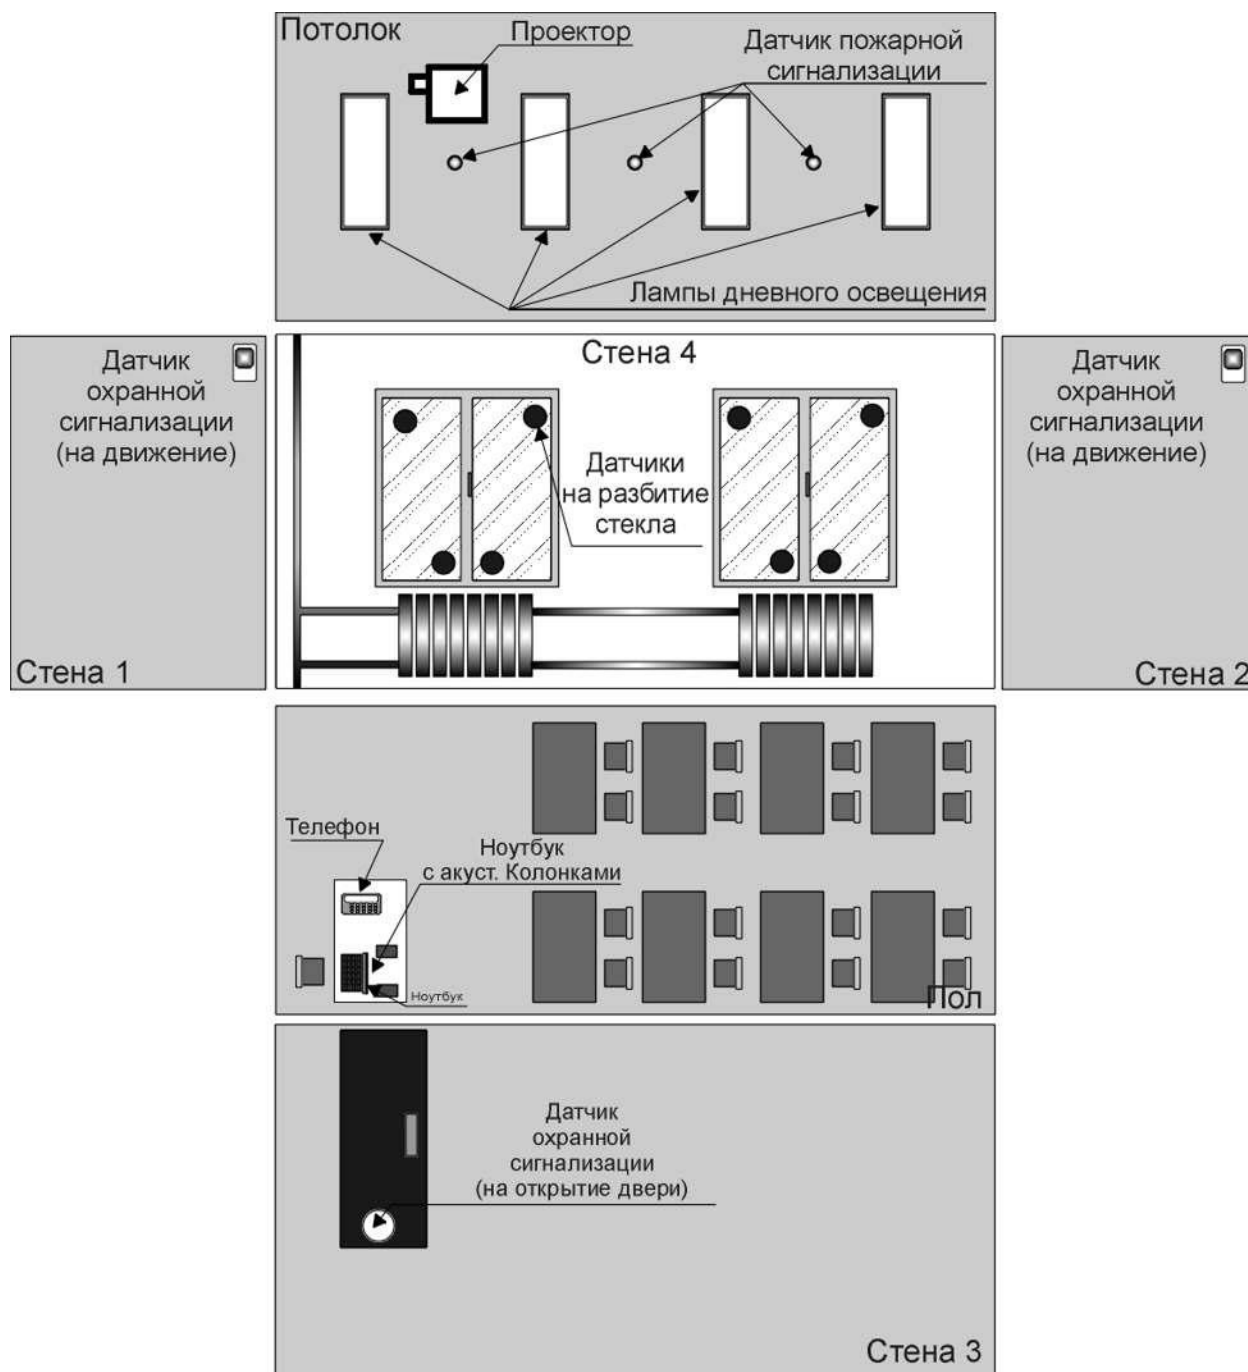 Потолок
Проектор
Датчик пожарной
сигнализации
Лампы дневного освещения
Датчик
охранной
сигнализации
(на движение)
Стена 1
Стена 4
Датчики
на разбитие
стекла
Датчик
охранной
сигнализации
(на движение)
Стена 2
Телефон
Ноутбук
с акуст. Колонками
Ноутбук
Пол
Датчик
охранной
сигнализации
(на открытие двери)
Стена 3